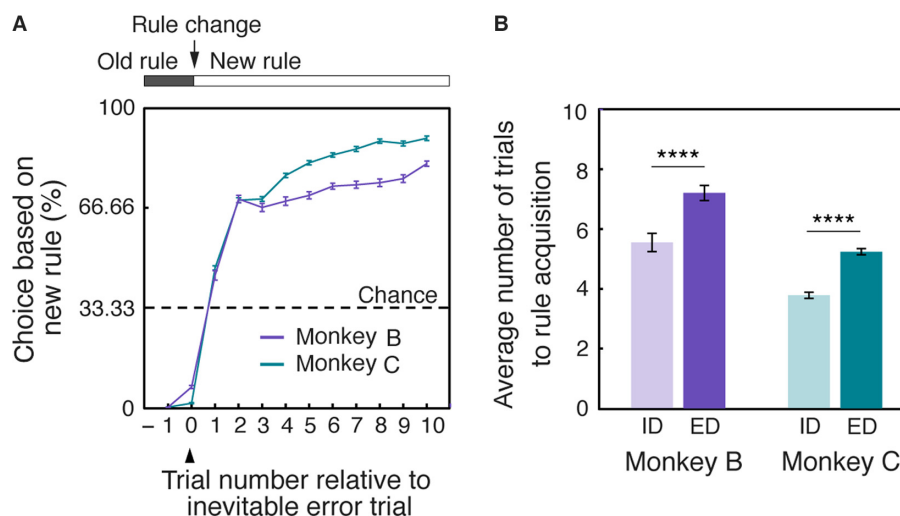 A
Rule change
Old rule
New rule
Choice based on
new rule (%)
100
66.66
33.33
0
Chance
Monkey B
Monkey C
– 1 0 1 2 3 4 5 6 7 8 9 10
Trial number relative to
inevitable error trial
B
Average number of trials
to rule acquisition
10
8
6
4
2
0
****
****
ID ED ID ED
Monkey B Monkey C